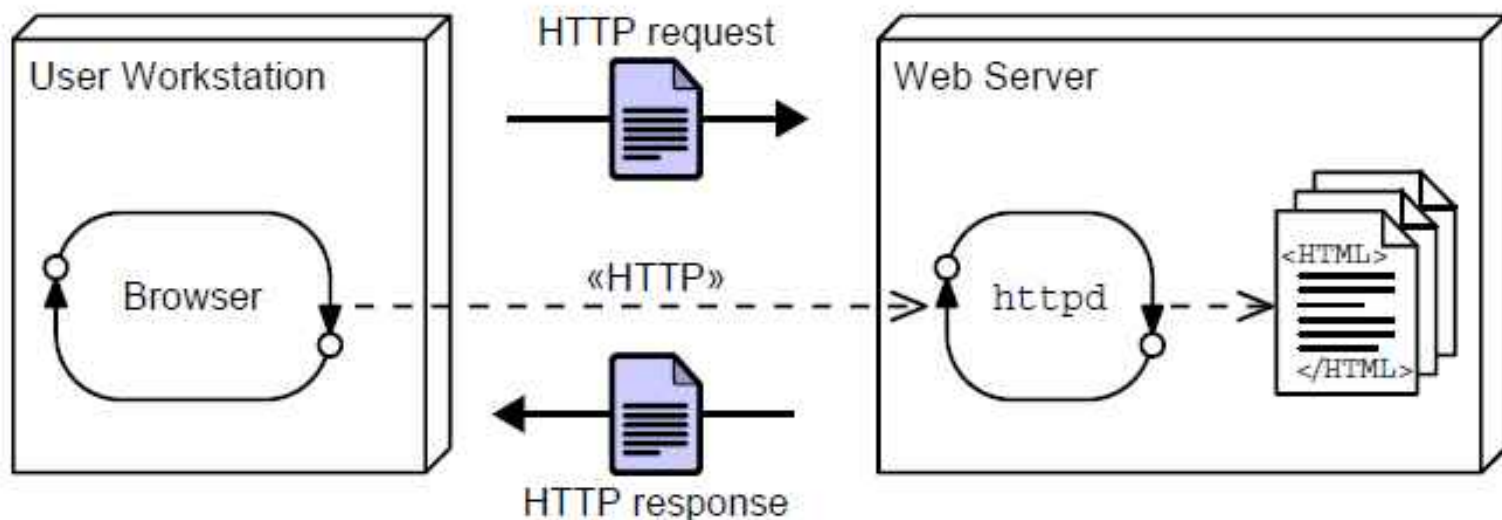 HTTP request
User Workstation
Web Server
Browser
«HTTP»
httpd
<HTML>
</HTML>
HTTP response